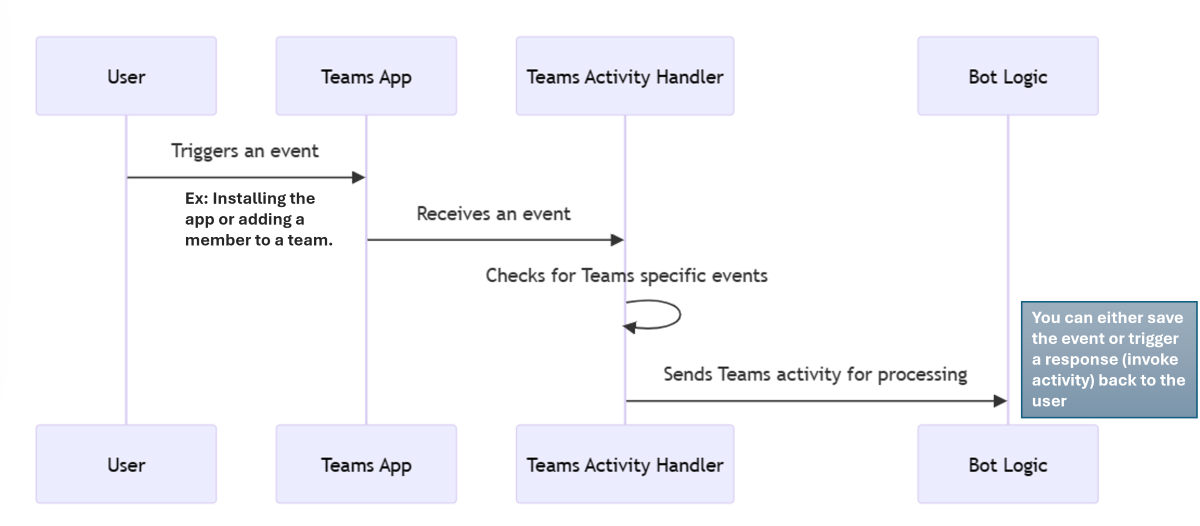 User
Teams App
Teams Activity Handler
Bot Logic
Triggers an event
Ex: Installing the
app or adding a
member to a team.
Receives an event
Checks for Teams specific events
Sends Teams activity for processing
You can either save
the event or trigger
a response (invoke
activity) back to the
user
User
Teams App
Teams Activity Handler
Bot Logic